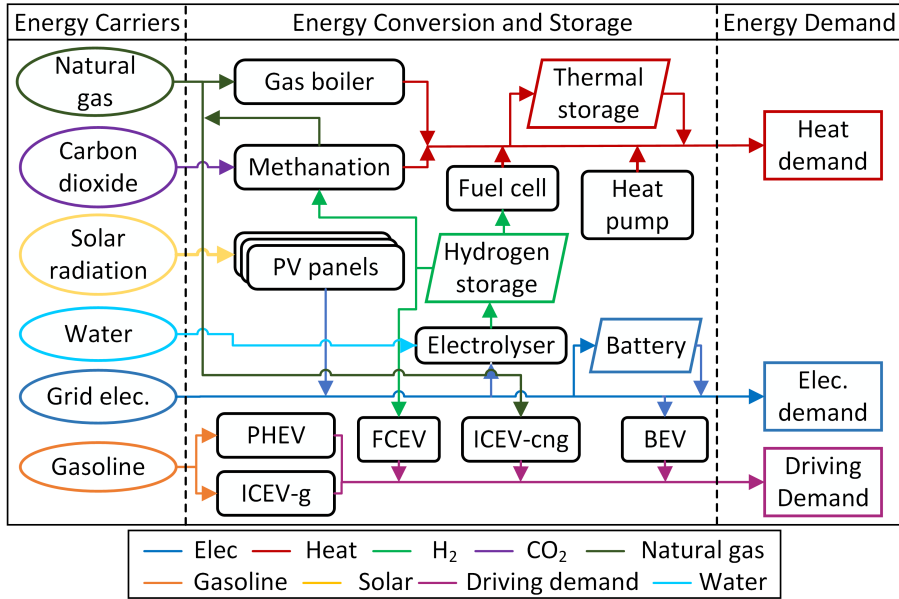 Energy Carriers
Energy Conversion and Storage
Energy Demand
Natural
gas
Gas boiler
Thermal
storage
Heat
demand
Carbon
dioxide
Methanation
Fuel cell
Heat
pump
Solar
radiation
PV panels
Hydrogen
storage
Water
Electrolyser
Battery
Grid elec.
Elec.
demand
PHEV
FCEV
ICEV-cng
BEV
Gasoline
ICEV-g
Driving
Demand
Elec
Heat
H₂
CO₂
Natural gas
Gasoline
Solar
Driving demand
Water